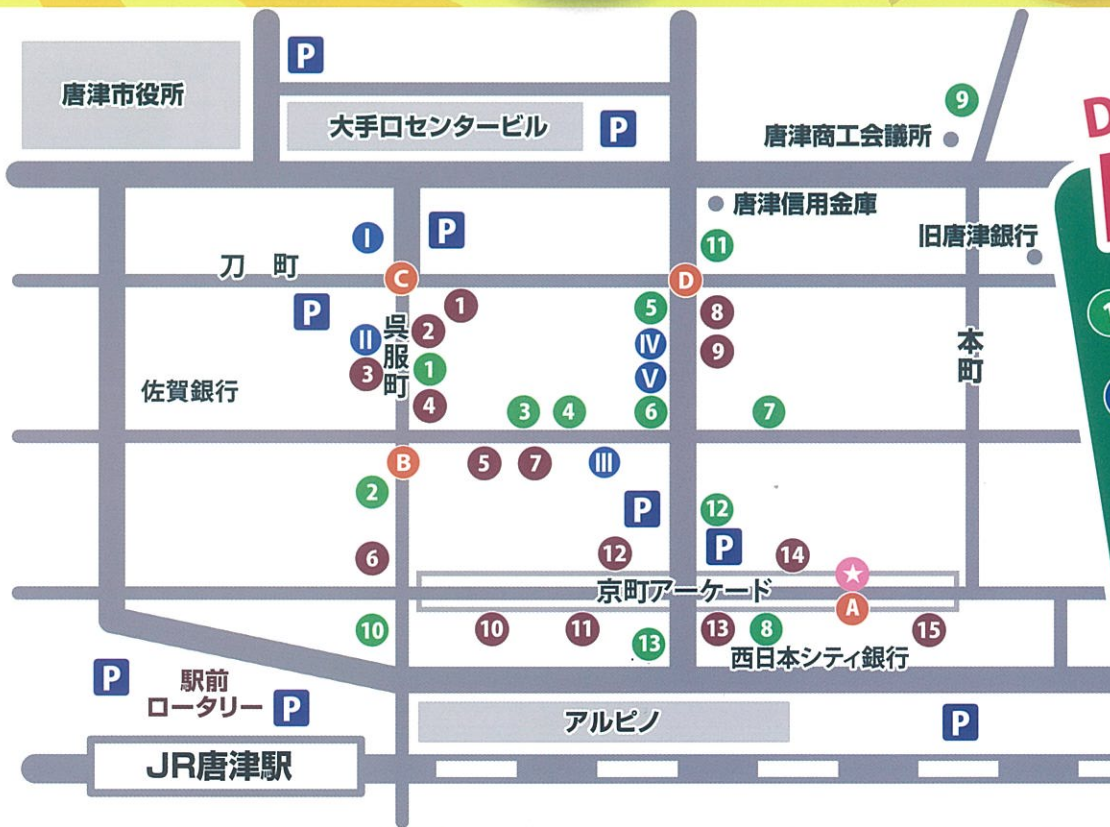 P
唐津市役所
大手口センタービル
P
9
唐津商工会議所
D
唐津信用金庫
I
P
11
旧唐津銀行
刀 町
C
D
P
1
5
8
1
II
呉服町
2
IV
9
本町
3
1
V
佐賀銀行
4
3
4
6
7
B
5
7
III
2
P
12
6
12
P
14
★
京町アーケード
A
10
10
11
13
13
8
15
西日本シティ銀行
P
駅前
ロータリー
P
アルピノ
P
JR唐津駅